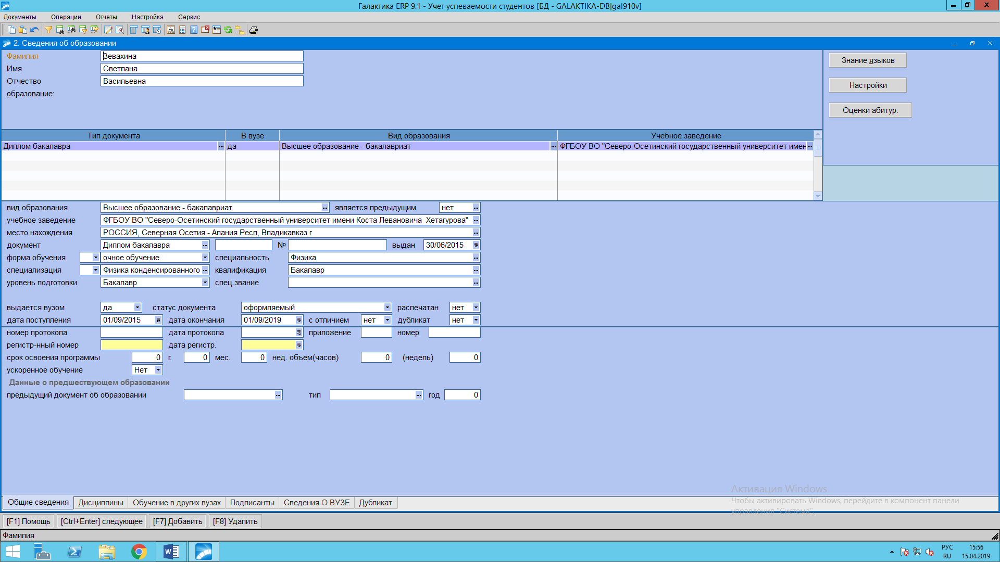 Галактика ERP 9.1 - Учет успеваемости студентов [БД - GALAKTIKA-DB|gal910v]
Документы Операции Отчеты Настройка Сервис
2. Сведения об образовании
Фамилия Зевахина
Имя Светлана
Отчество Васильевна
образование:
Знание языков
Настройки
Оценки абитур.
Тип документа В вузе Вид образования Учебное заведение
Диплом бакалавра да Высшее образование - бакалавриат ФГБОУ ВО "Северо-Осетинский государственный университет имен
вид образования Высшее образование - бакалавриат является предыдущим нет
учебное заведение ФГБОУ ВО "Северо-Осетинский государственный университет имени Коста Левановича Хетагурова"
место нахождения РОССИЯ, Северная Осетия - Алания Респ, Владикавказ г
документ Диплом бакалавра № выдан 30/06/2015
форма обучения очное обучение специальность Физика
специализация Физика конденсированного квалификация Бакалавр
уровень подготовки Бакалавр спец.звание
выдается вузом да статус документа оформляемый распечатан нет
дата поступления 01/09/2015 дата окончания 01/09/2019 с отличием нет дубликат нет
номер протокола дата протокола приложение номер
регистр-нный номер дата регистр.
срок освоения программы 0 г. 0 мес. 0 нед. объем(часов) 0 (недель) 0
ускоренное обучение Нет
Данные о предшествующем образовании
предыдущий документ об образовании тип год 0
Активация Windows
Чтобы активировать Windows, перейдите в компонент панели
управления "Система".
Общие сведения Дисциплины Обучение в других вузах Подписанты Сведения О ВУЗЕ Дубликат
[F1] Помощь [Ctrl+Enter] следующее [F7] Добавить [F8] Удалить
Фамилия
РУС 15:56
RU 15.04.2019